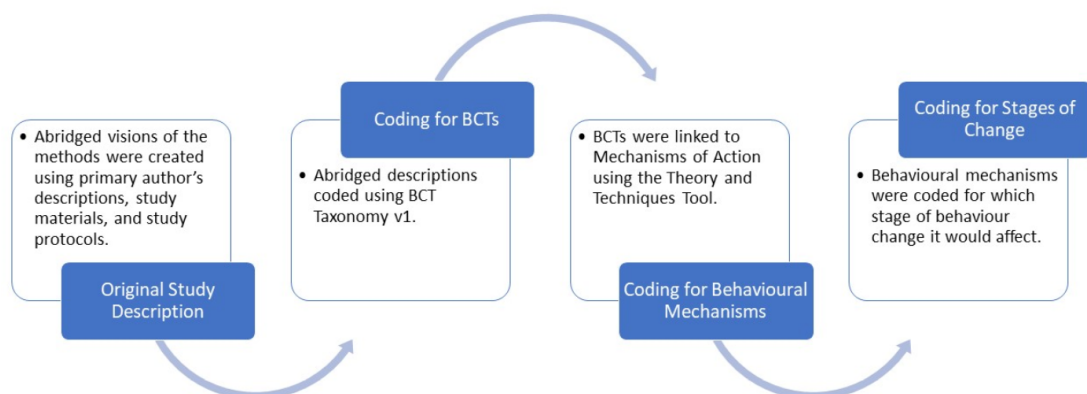 • Abridged visions of the
methods were created
using primary author's
descriptions, study
materials, and study
protocols.
Original Study
Description
Coding for BCTs
• Abridged descriptions
coded using BCT
Taxonomy v1.
• BCTs were linked to
Mechanisms of Action
using the Theory and
Techniques Tool.
Coding for Behavioural
Mechanisms
Coding for Stages of
Change
• Behavioural mechanisms
were coded for which
stage of behaviour
change it would affect.